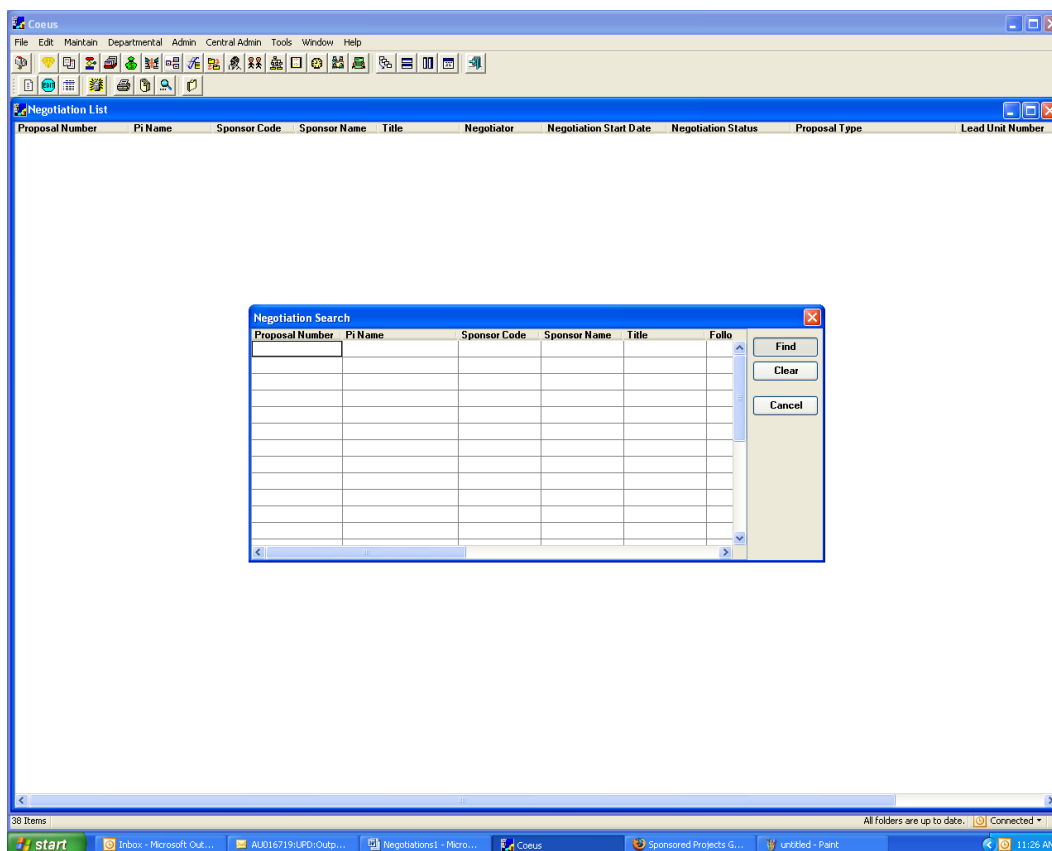 Coeus
File Edit Maintain Departmental Admin Central Admin Tools Window Help
Negotiation List
Proposal Number Pi Name Sponsor Code Sponsor Name Title Negotiator Negotiation Start Date Negotiation Status Proposal Type Lead Unit Number
Negotiation Search
Proposal Number Pi Name Sponsor Code Sponsor Name Title Follo
Find
Clear
Cancel
38 Items All folders are up to date. Connected
start Inbox - Microsoft Out... AU016719:UPD:Outp... Negotiations1 - Micro... Coeus Sponsored Projects G... untitled - Paint 11:26 AM